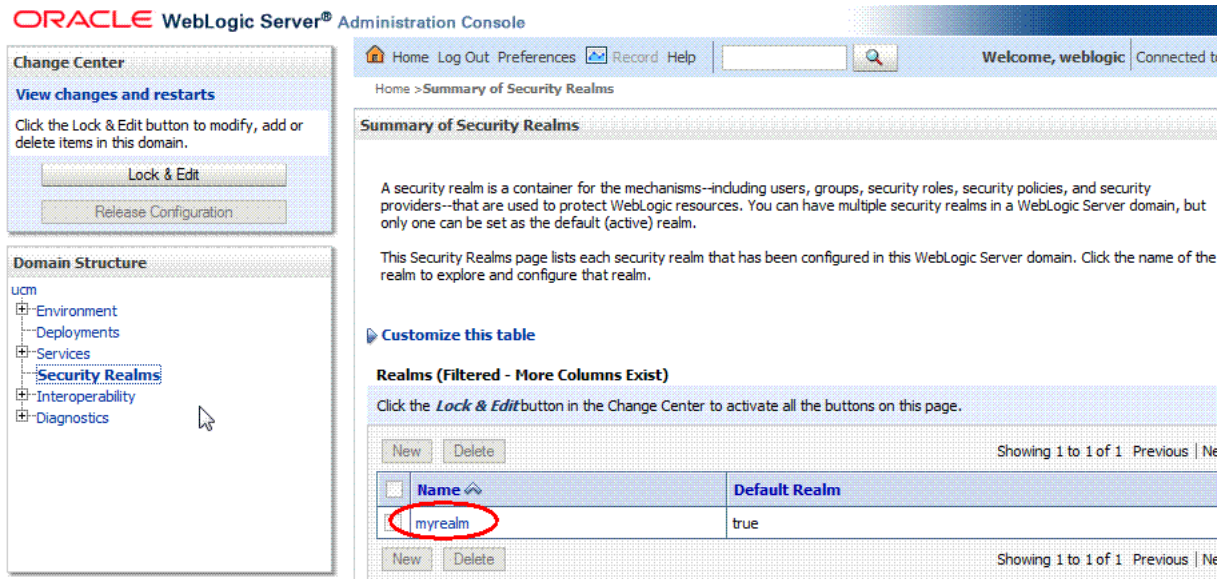 ORACLE WebLogic Server® Administration Console
Change Center
View changes and restarts
Click the Lock & Edit button to modify, add or
delete items in this domain.
Lock & Edit
Release Configuration
Domain Structure
ucm
Environment
Deployments
Services
Security Realms
Interoperability
Diagnostics
Home Log Out Preferences Record Help
Welcome, weblogic Connected to
Home >Summary of Security Realms
Summary of Security Realms
A security realm is a container for the mechanisms--including users, groups, security roles, security policies, and security
providers--that are used to protect WebLogic resources. You can have multiple security realms in a WebLogic Server domain, but
only one can be set as the default (active) realm.
This Security Realms page lists each security realm that has been configured in this WebLogic Server domain. Click the name of the
realm to explore and configure that realm.
Customize this table
Realms (Filtered - More Columns Exist)
Click the Lock & Edit button in the Change Center to activate all the buttons on this page.
New Delete Showing 1 to 1 of 1 Previous | Ne
Name Default Realm
myrealm true
New Delete Showing 1 to 1 of 1 Previous | Ne